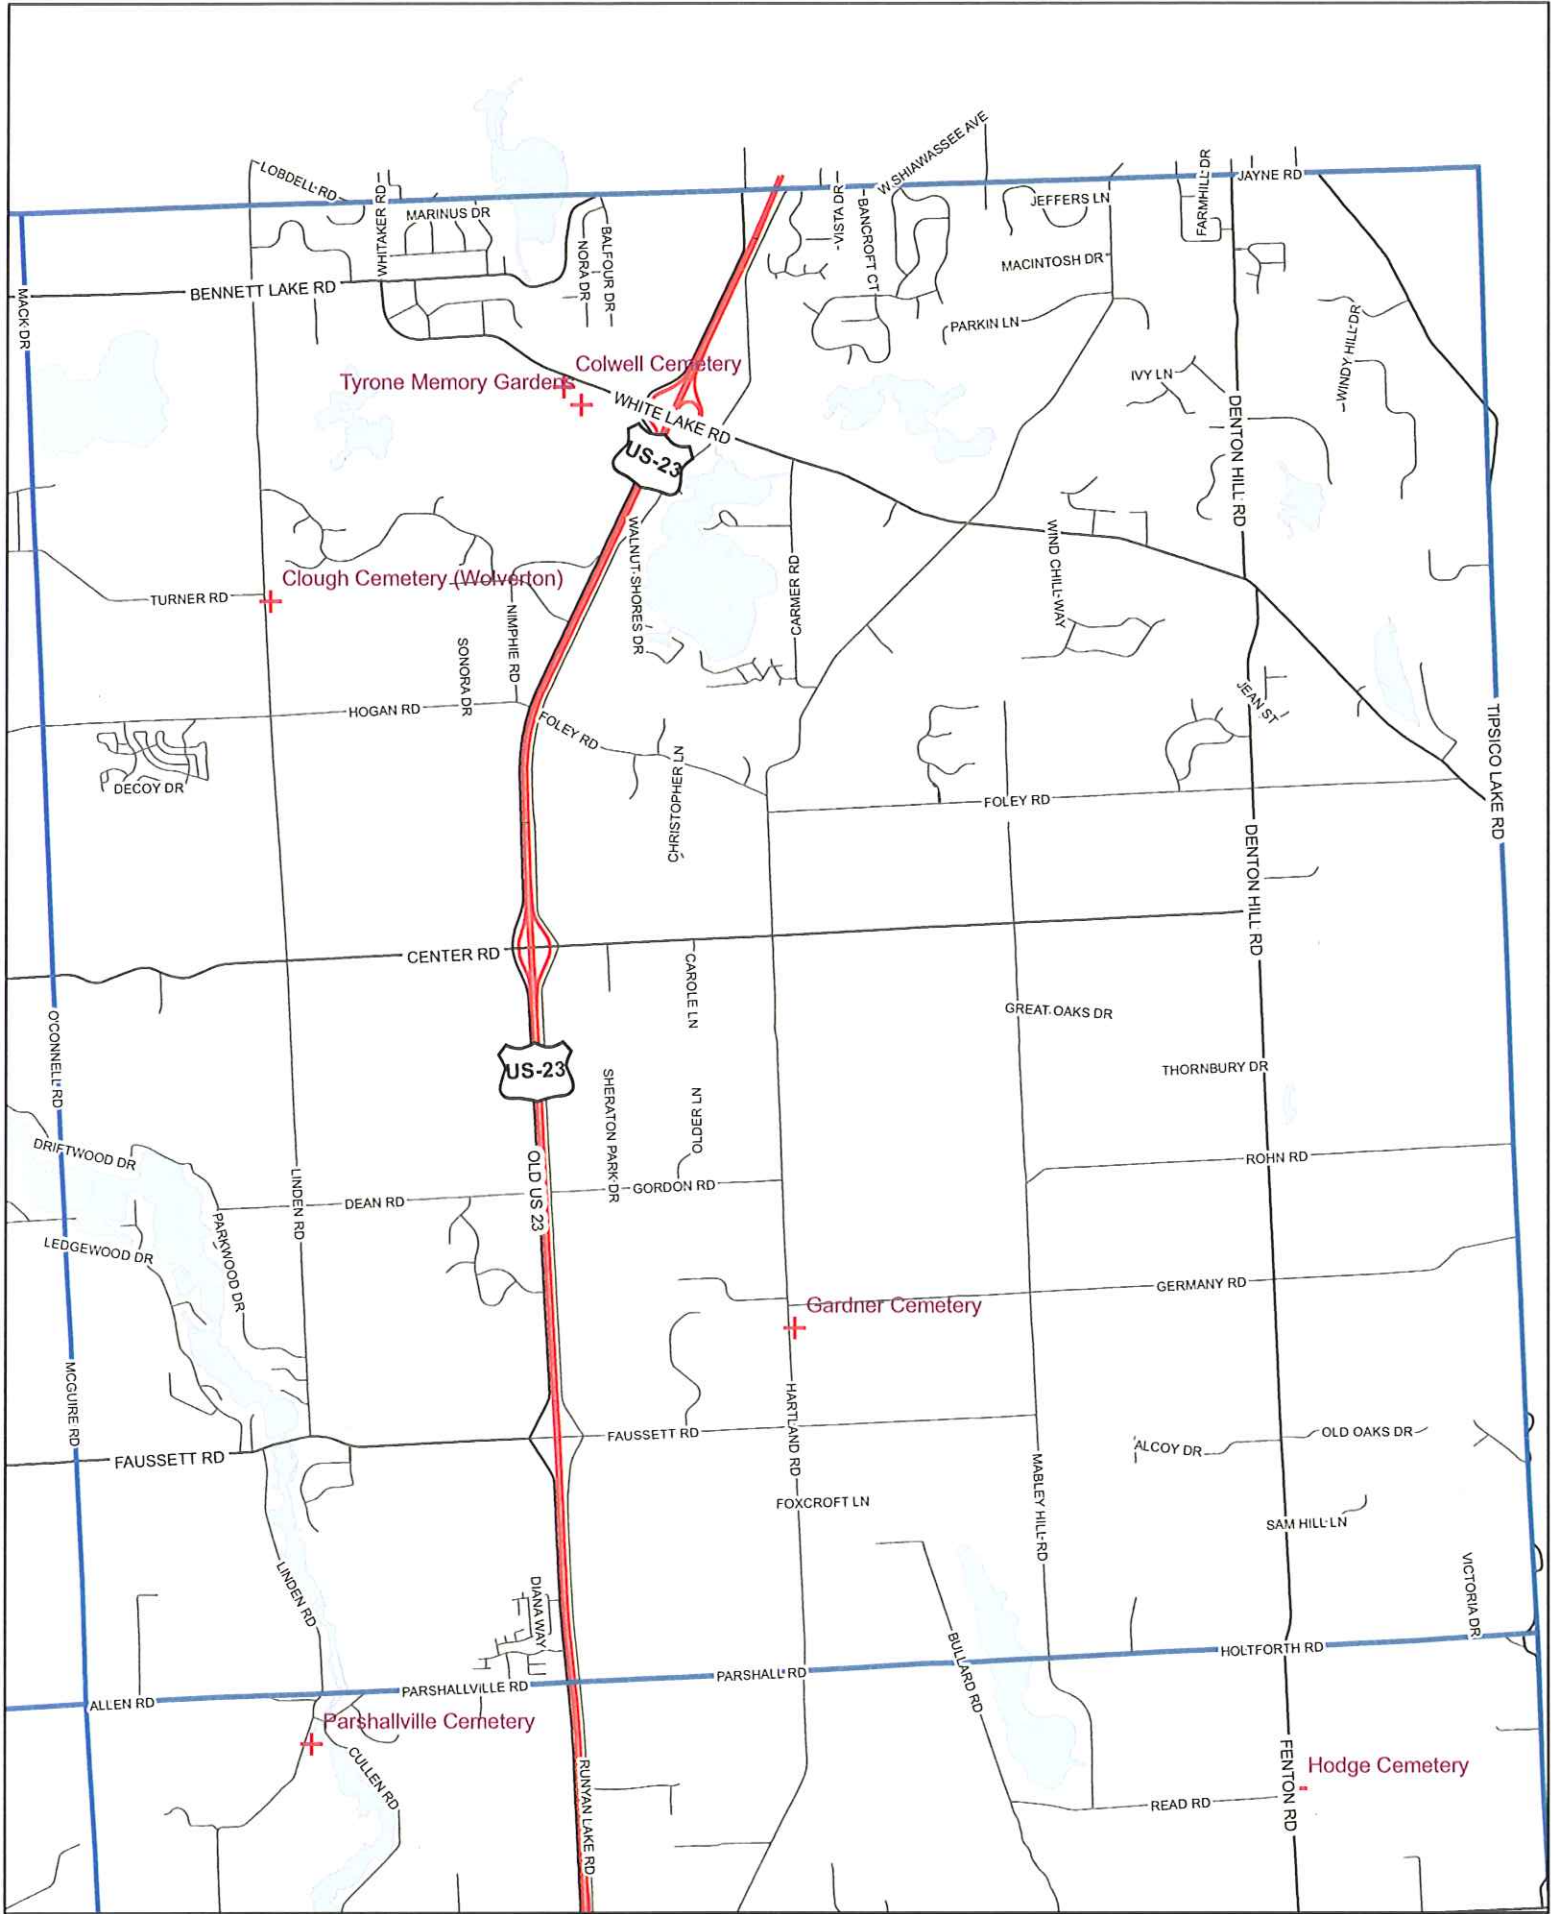 W SHIAWASSEE AVE
LOBDELL RD
WHITAKER RD
MARINUS DR
VISTA DR
BANCROFT CT
JEFFERS LN
FARMHILL DR
JAYNE RD
NORA DR
BALFOUR DR
MACINTOSH DR
BENNETT LAKE RD
MACK DR
PARKIN LN
WINDY HILL DR
Colwell Cemetery
Tyrone Memory Gardens
IVY LN
WHITE LAKE RD
DENTON HILL RD
US-23
WALNUT SHORES DR
WIND CHILL WAY
CARMER RD
Clough Cemetery (Wolverton)
TURNER RD
NIMPHIE RD
SONORA DR
HOGAN RD
FOLEY RD
JEAN ST
TIPSICO LAKE RD
DECOY DR
CHRISTOPHER LN
FOLEY RD
DENTON HILL RD
CENTER RD
CAROLE LN
O'CONNELL RD
GREAT OAKS DR
US-23
THORNBURY DR
SHERATON PARK DR
OLDER LN
DRIFTWOOD DR
ROHN RD
LINDEN RD
OLD US 23
DEAN RD
GORDON RD
PARKWOOD DR
LEDGEWOOD DR
GERMANY RD
Gardner Cemetery
MCGUIRE RD
HARTLAND RD
FAUSSETT RD
FAUSSETT RD
ALCOY DR
OLD OAKS DR
MABLEY HILL RD
FOXCROFT LN
SAM HILL LN
LINDEN RD
DIANA WAY
BULLARD RD
VICTORIA DR
HOLTFORTH RD
PARSHALL RD
PARSHALLVILLE RD
ALLEN RD
Parshallville Cemetery
CULLEN RD
RUNYAN LAKE RD
FENTON RD
Hodge Cemetery
READ RD